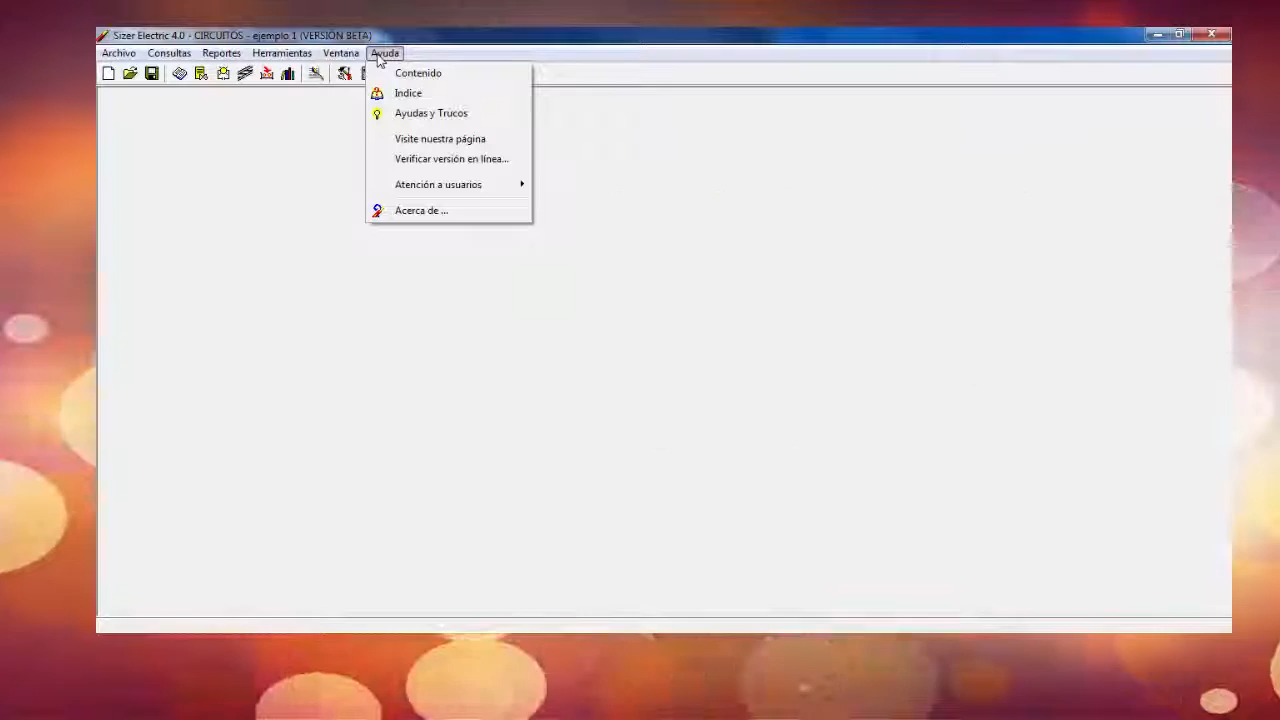 Sizer Electric 4.0 - CIRCUITOS - ejemplo 1 (VERSIÓN BETA)
Archivo Consultas Reportes Herramientas Ventana Ayuda
Contenido
Indice
Ayudas y Trucos
Visite nuestra página
Verificar versión en línea...
Atención a usuarios
Acerca de ...